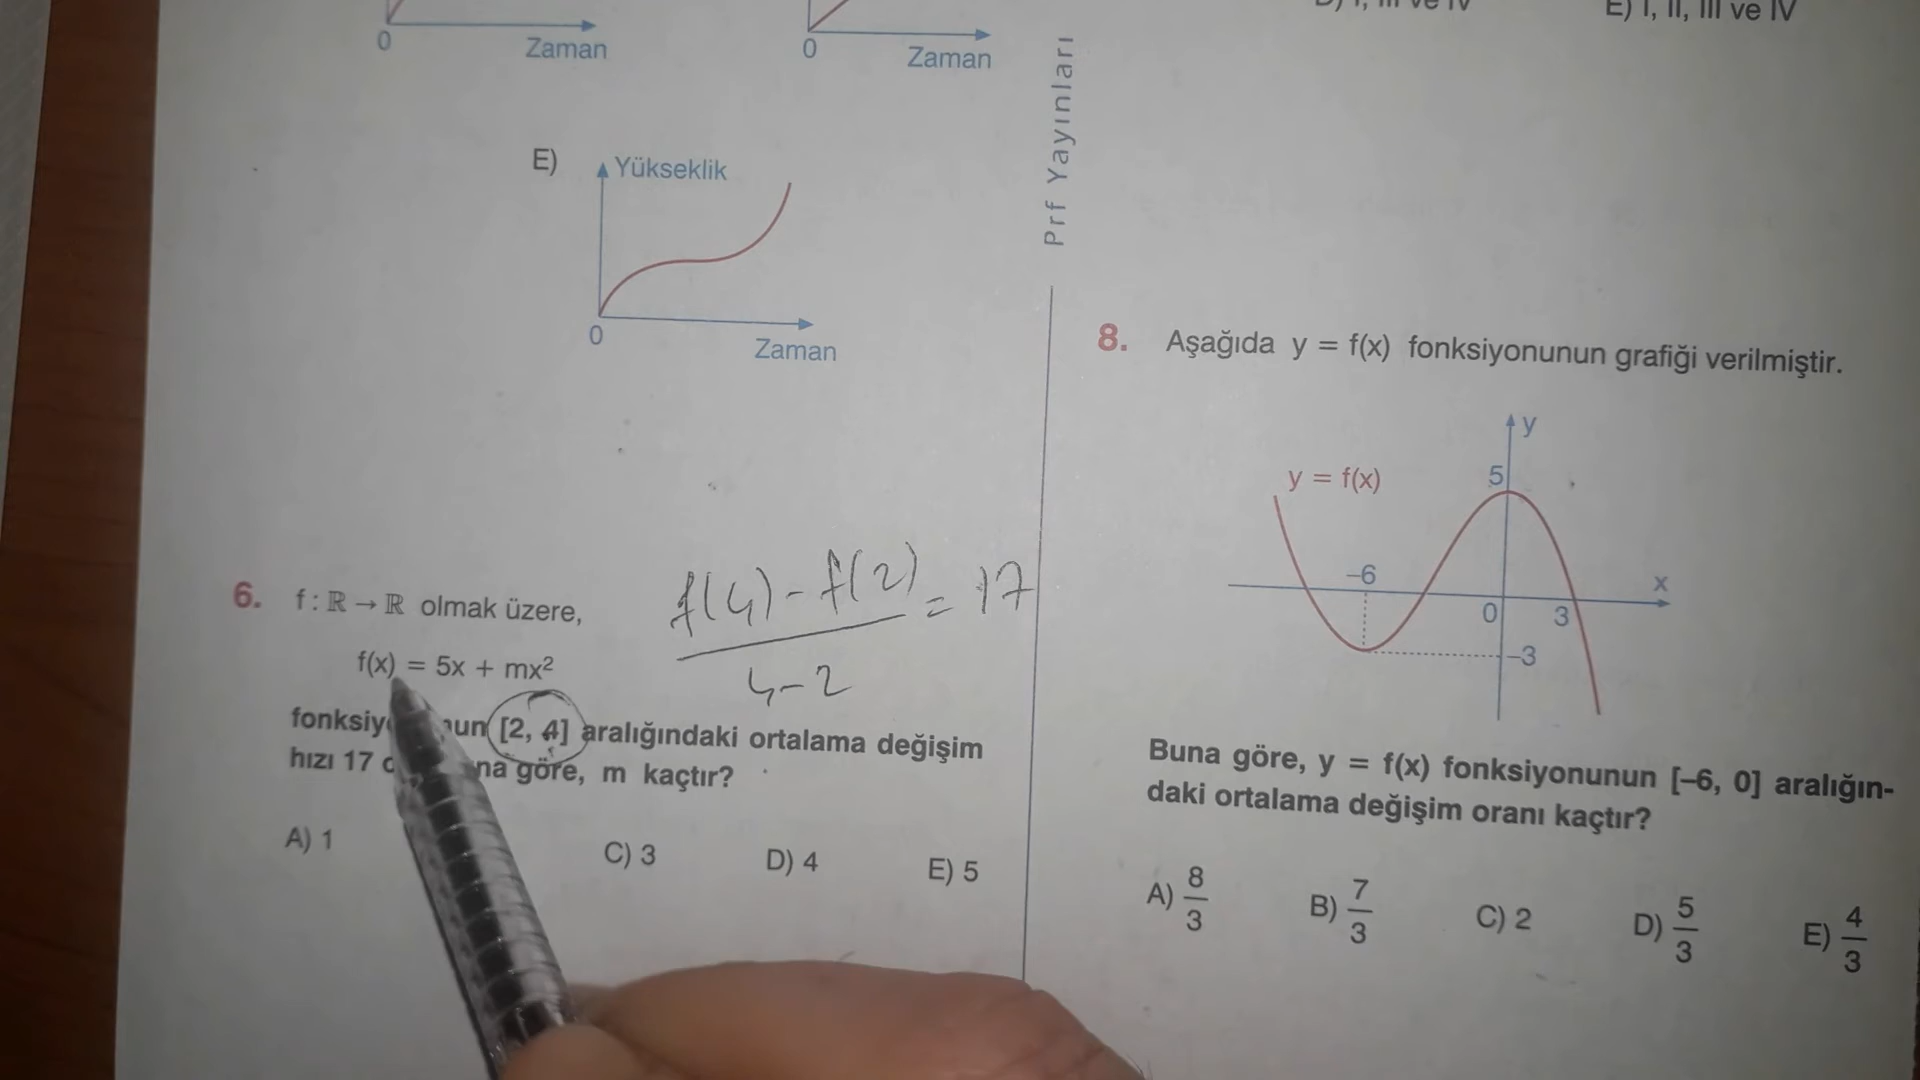 0
Zaman
0
Zaman
E)
Yükseklik
0
Zaman
6. f : ℝ → ℝ olmak üzere,
f(x) = 5x + mx²
[2, 4] aralığındaki ortalama değişim
hızı 17 göre, m kaçtır?
A) 1
C) 3
D) 4
E) 5
f(4) - f(2) = 17
4-2
Prf Yayınları
E) I, II, III ve IV
8. Aşağıda y = f(x) fonksiyonunun grafiği verilmiştir.
y
5
y = f(x)
-6
x
0
3
-3
Buna göre, y = f(x) fonksiyonunun [-6, 0] aralığın-
daki ortalama değişim oranı kaçtır?
A) 8/3
B) 7/3
C) 2
D) 5/3
E) 4/3